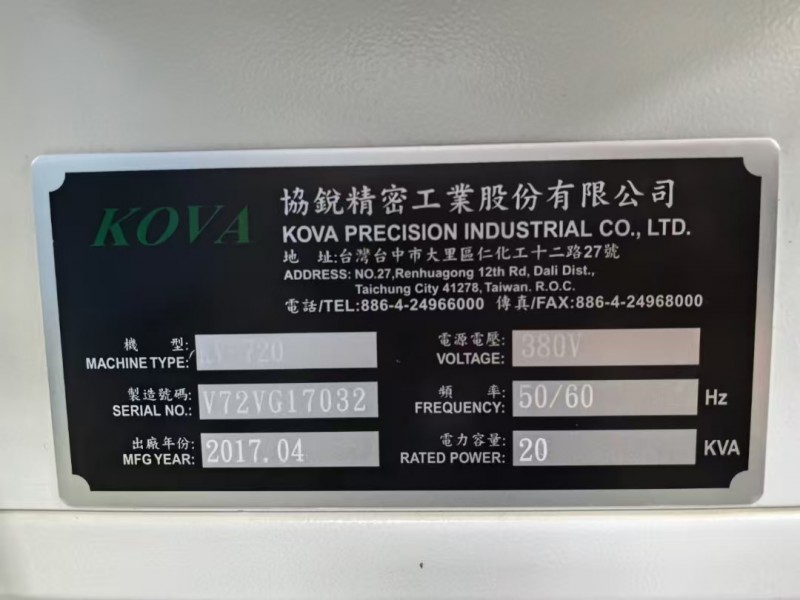 KOVA
協銳精密工業股份有限公司
KOVA PRECISION INDUSTRIAL CO., LTD.
地 址:台灣台中市大里區仁化工十二路27號
ADDRESS: NO.27,Renhuagong 12th Rd, Dali Dist.,
Taichung City 41278,Taiwan. R.O.C.
電話/TEL:886-4-24966000 傳真/FAX:886-4-24968000
機 型:
MACHINE TYPE: 720
電源電壓:
VOLTAGE: 380V
製造號碼:
SERIAL NO.: V72VG17032
頻 率:
FREQUENCY: 50/60 Hz
出廠年份:
MFG YEAR: 2017.04
電力容量:
RATED POWER: 20 KVA